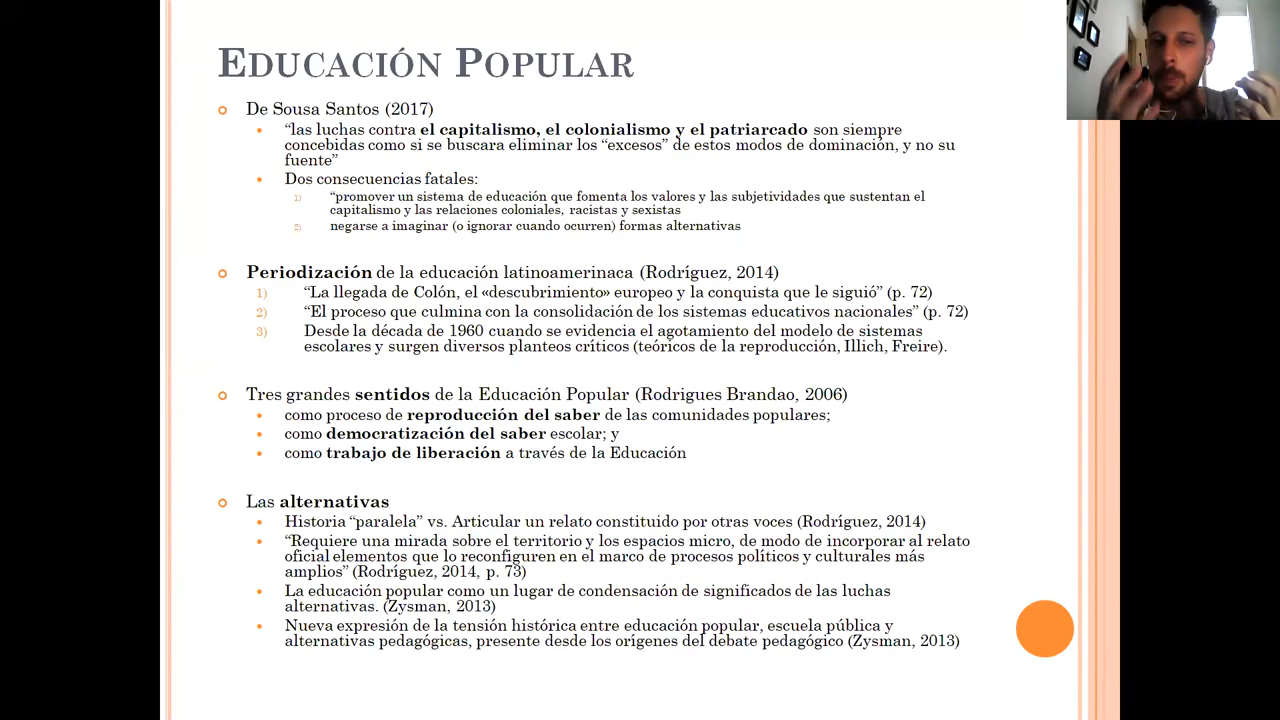 EDUCACIÓN POPULAR
De Sousa Santos (2017)
“las luchas contra el capitalismo, el colonialismo y el patriarcado son siempre
concebidas como si se buscara eliminar los “excesos” de estos modos de dominación, y no su
fuente”
Dos consecuencias fatales:
1) “promover un sistema de educación que fomenta los valores y las subjetividades que sustentan el
capitalismo y las relaciones coloniales, racistas y sexistas
2) negarse a imaginar (o ignorar cuando ocurren) formas alternativas
Periodización de la educación latinoamerinaca (Rodríguez, 2014)
1) “La llegada de Colón, el «descubrimiento» europeo y la conquista que le siguió” (p. 72)
2) “El proceso que culmina con la consolidación de los sistemas educativos nacionales” (p. 72)
3) Desde la década de 1960 cuando se evidencia el agotamiento del modelo de sistemas
escolares y surgen diversos planteos críticos (teóricos de la reproducción, Illich, Freire).
Tres grandes sentidos de la Educación Popular (Rodrigues Brandao, 2006)
como proceso de reproducción del saber de las comunidades populares;
como democratización del saber escolar; y
como trabajo de liberación a través de la Educación
Las alternativas
Historia “paralela” vs. Articular un relato constituido por otras voces (Rodríguez, 2014)
“Requiere una mirada sobre el territorio y los espacios micro, de modo de incorporar al relato
oficial elementos que lo reconfiguren en el marco de procesos políticos y culturales más
amplios” (Rodríguez, 2014, p. 73)
La educación popular como un lugar de condensación de significados de las luchas
alternativas. (Zysman, 2013)
Nueva expresión de la tensión histórica entre educación popular, escuela pública y
alternativas pedagógicas, presente desde los orígenes del debate pedagógico (Zysman, 2013)